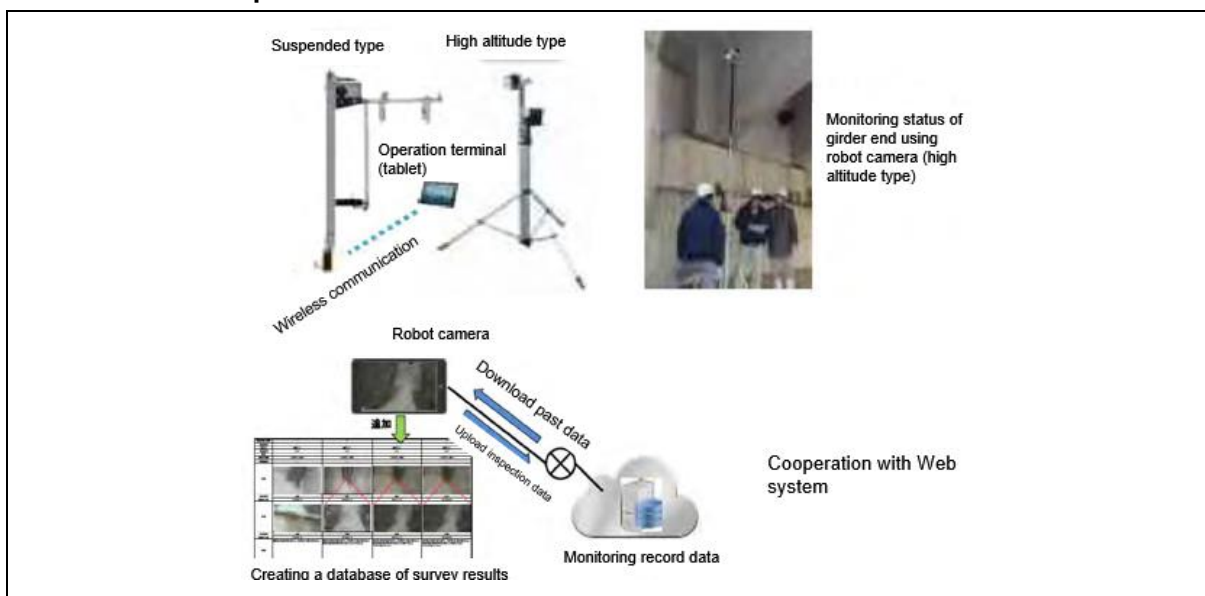 Suspended type
High altitude type
Operation terminal
(tablet)
Wireless communication
Monitoring status of
girder end using
robot camera (high
altitude type)
Robot camera
追加
Download past data
Upload inspection data
Cooperation with Web
system
Monitoring record data
Creating a database of survey results